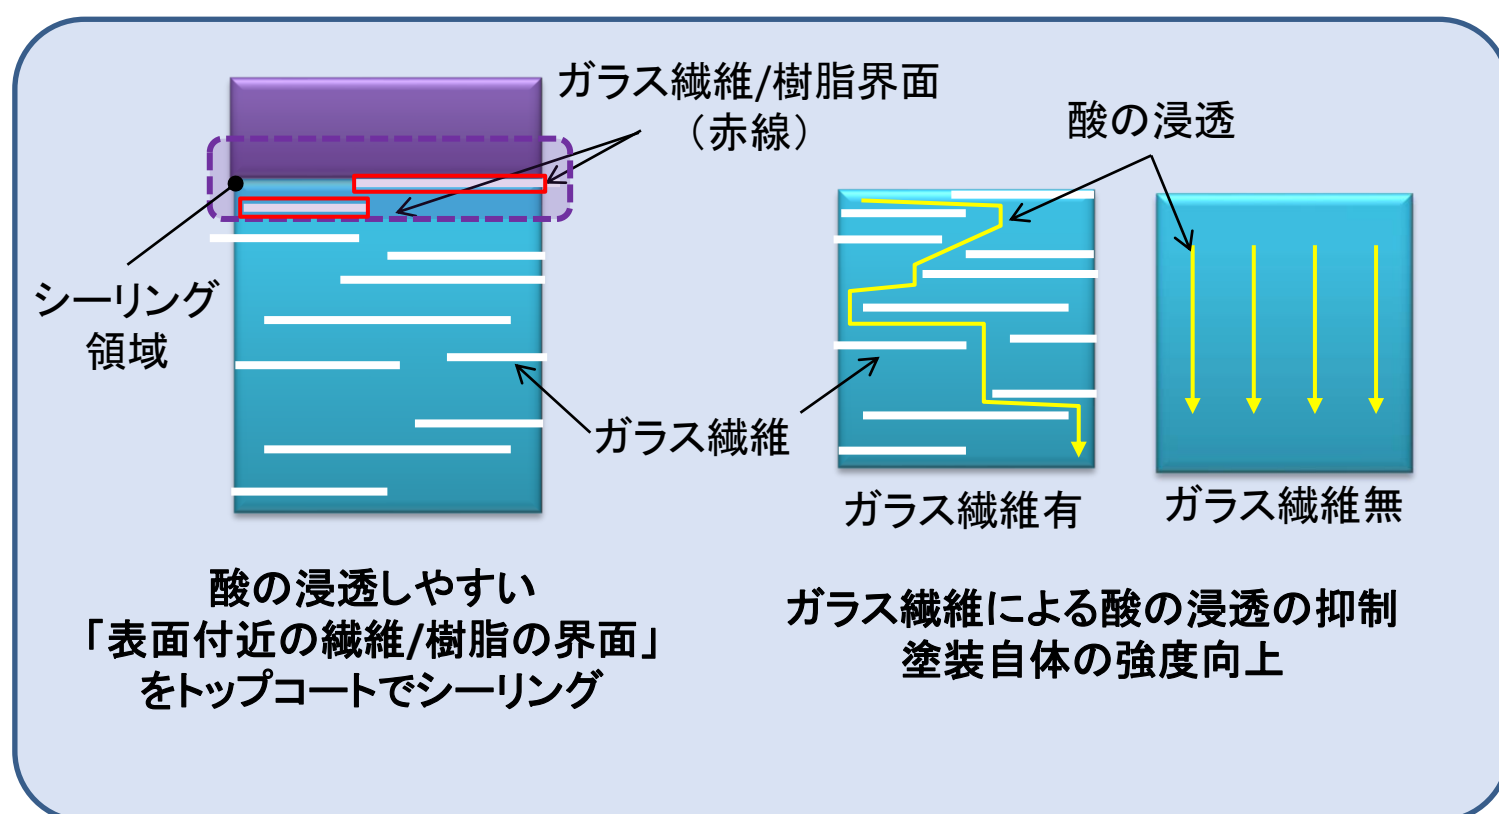 ガラス繊維/樹脂界面
（赤線）
酸の浸透
シーリング
領域
ガラス繊維
ガラス繊維有
ガラス繊維無
酸の浸透しやすい
「表面付近の繊維/樹脂の界面」
をトップコートでシーリング
ガラス繊維による酸の浸透の抑制
塗装自体の強度向上